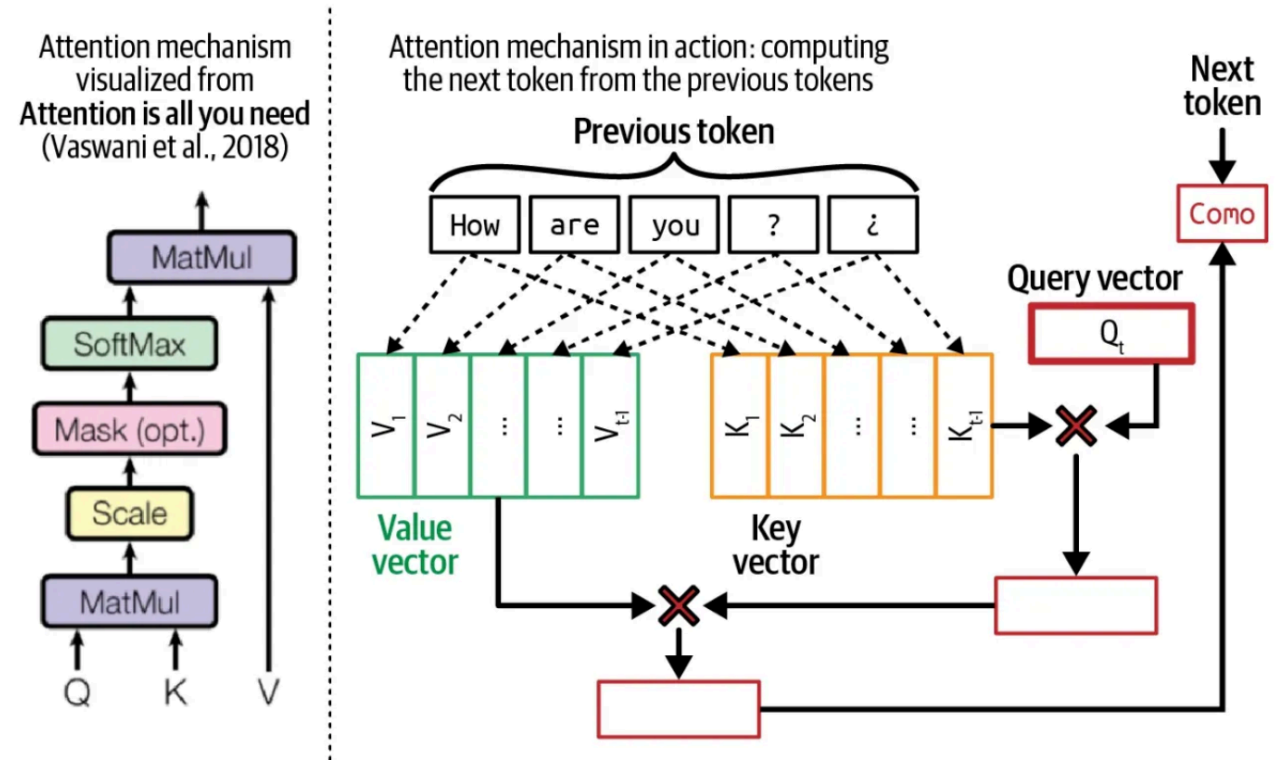 Attention mechanism
visualized from
Attention is all you need
(Vaswani et al., 2018)
MatMul
SoftMax
Mask (opt.)
Scale
MatMul
Q K V
Attention mechanism in action: computing
the next token from the previous tokens
Previous token
How are you ? ¿
Next
token
Como
Query vector
Qt
V1 V2 ... ... Vt-1
K1 K2 ... ... Kt-1
Value
vector
Key
vector